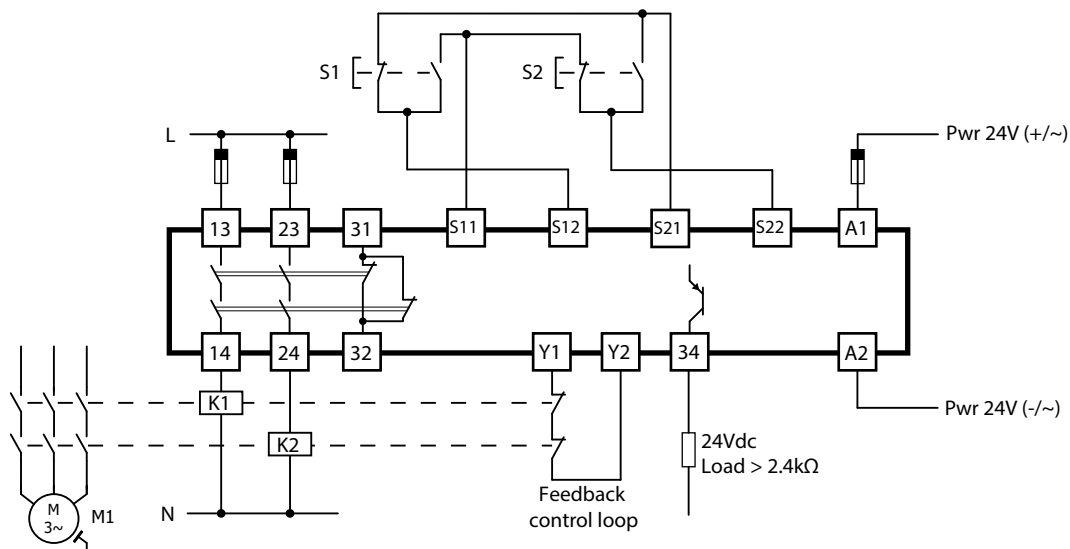 S1
S2
L
Pwr 24V (+/~)
13
23
31
S11
S12
S21
S22
A1
14
24
32
Y1
Y2
34
A2
K1
K2
Pwr 24V (-/~)
24Vdc
Load > 2.4kΩ
Feedback
control loop
M
3~
M1
N